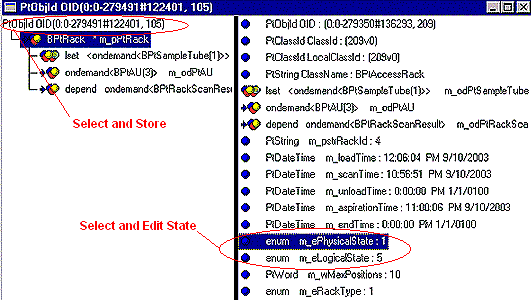 PtObjId OID(0:0-279491#122401, 105)
PtObjId OID(0:0-279491#122401, 105)
BPtRack * m_pPtRack
lset ondemand<BPtSampleTube(1)>
ondemand<BPtAU(3)> m_odPtAU
depend ondemand<BPtRackScanResult>
Select and Store
Select and Edit State
PtObjId OID(0:0-279350#136293, 209)
PtClassId ClassId : (209v0)
PtClassId LocalClassId : (209v0)
PtString ClassName : BPtAccessRack
lset ondemand<BPtSampleTube(1)> m_odPtSampleTube
ondemand<BPtAU(3)> m_odPtAU
depend ondemand<BPtRackScanResult> m_odPtRackScan
PtString m_pstrRackId : 4
PtDateTime m_loadTime : 12:06:04 PM 9/10/2003
PtDateTime m_scanTime : 10:56:51 PM 9/10/2003
PtDateTime m_unloadTime : 0:00:00 PM 1/1/0100
PtDateTime m_aspirationTime : 11:00:06 PM 9/10/2003
PtDateTime m_endTime : 0:00:00 PM 1/1/0100
enum m_ePhysicalState : 1
enum m_eLogicalState : 5
PtWord m_wMaxPositions : 10
enum m_eRackType : 1